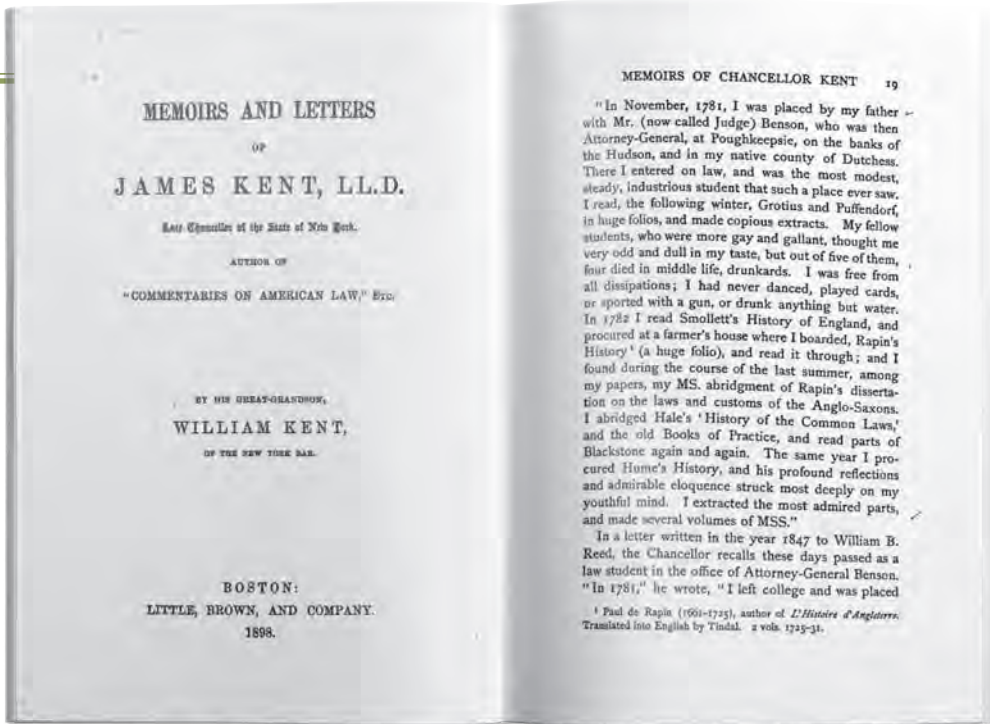 MEMOIRS AND LETTERS
OF
JAMES KENT, LL.D.
Late Chancellor of the State of New York.
AUTHOR OF
"COMMENTARIES ON AMERICAN LAW," ETC.
BY HIS GREAT-GRANDSON,
WILLIAM KENT,
OF THE NEW YORK BAR.
BOSTON:
LITTLE, BROWN, AND COMPANY.
1898.
MEMOIRS OF CHANCELLOR KENT 19
"In November, 1781, I was placed by my father
with Mr. (now called Judge) Benson, who was then
Attorney-General, at Poughkeepsie, on the banks of
the Hudson, and in my native county of Dutchess.
There I entered on law, and was the most modest,
steady, industrious student that such a place ever saw.
I read, the following winter, Grotius and Puffendorf,
in huge folios, and made copious extracts. My fellow
students, who were more gay and gallant, thought me
very odd and dull in my taste, but out of five of them,
four died in middle life, drunkards. I was free from
all dissipations; I had never danced, played cards,
or sported with a gun, or drunk anything but water.
In 1782 I read Smollett's History of England, and
procured at a farmer's house where I boarded, Rapin's
History¹ (a huge folio), and read it through; and I
found during the course of the last summer, among
my papers, my MS. abridgment of Rapin's disserta-
tion on the laws and customs of the Anglo-Saxons.
I abridged Hale's 'History of the Common Laws,'
and the old Books of Practice, and read parts of
Blackstone again and again. The same year I pro-
cured Hume's History, and his profound reflections
and admirable eloquence struck most deeply on my
youthful mind. I extracted the most admired parts,
and made several volumes of MSS."
In a letter written in the year 1847 to William B.
Reed, the Chancellor recalls these days passed as a
law student in the office of Attorney-General Benson.
"In 1781," he wrote, "I left college and was placed
¹ Paul de Rapin (1661-1725), author of L'Histoire d'Angleterre.
Translated into English by Tindal. 2 vols. 1725-31.